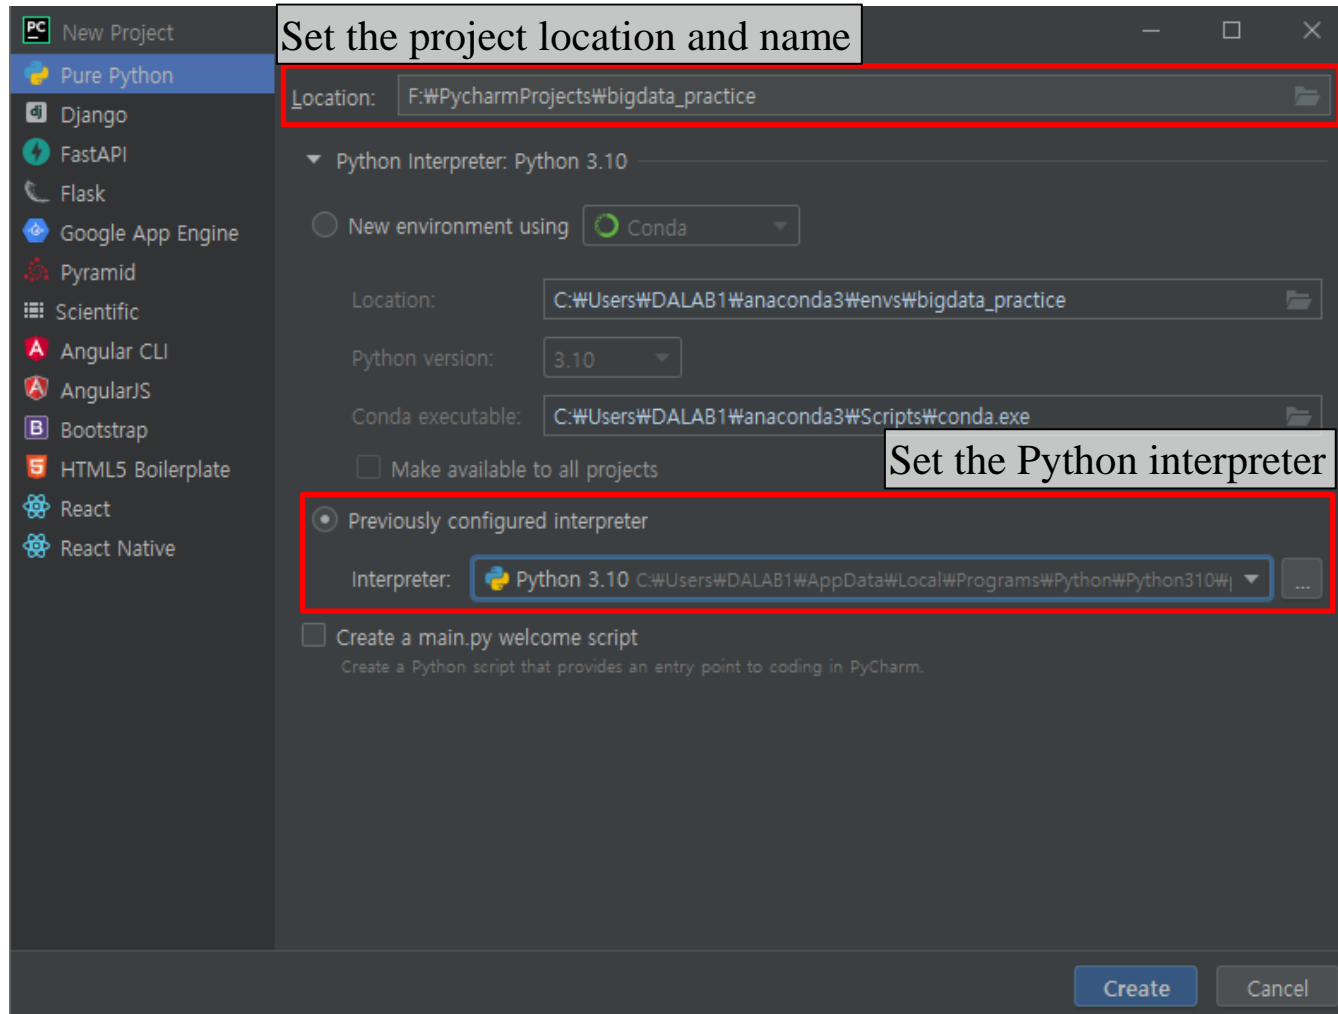 New Project
Set the project location and name
Pure Python
Django
FastAPI
Flask
Google App Engine
Pyramid
Scientific
Angular CLI
AngularJS
Bootstrap
HTML5 Boilerplate
React
React Native
Location: F:₩PycharmProjects₩bigdata_practice
Python Interpreter: Python 3.10
New environment using Conda
Location: C:₩Users₩DALAB1₩anaconda3₩envs₩bigdata_practice
Python version: 3.10
Conda executable: C:₩Users₩DALAB1₩anaconda3₩Scripts₩conda.exe
Make available to all projects
Set the Python interpreter
Previously configured interpreter
Interpreter: Python 3.10 C:₩Users₩DALAB1₩AppData₩Local₩Programs₩Python₩Python310₩ ...
Create a main.py welcome script
Create a Python script that provides an entry point to coding in PyCharm.
Create Cancel